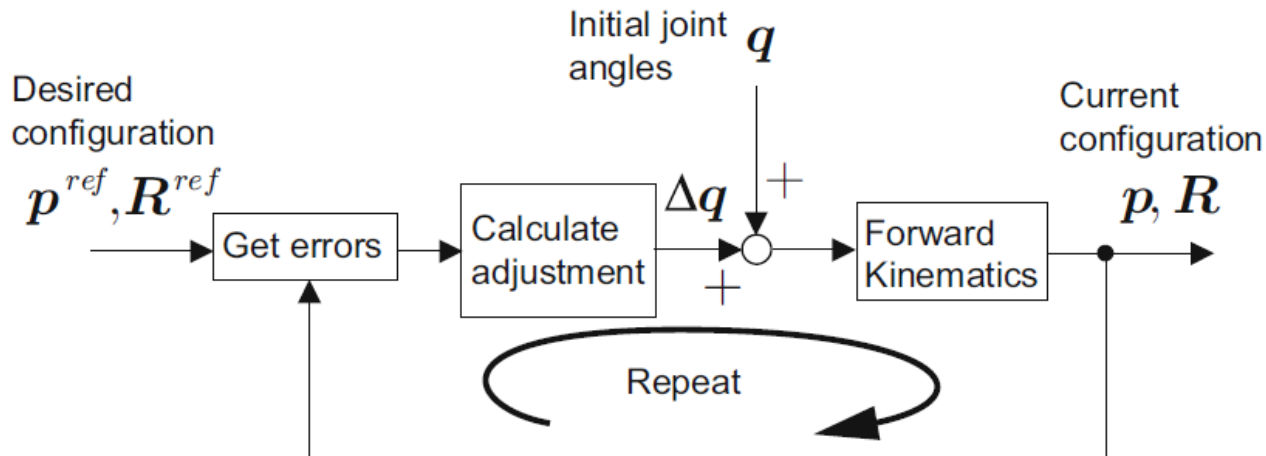 Initial joint
angles
q
Desired
configuration
p^ref, R^ref
Current
configuration
p, R
Get errors
Calculate
adjustment
Δq
+
+
Forward
Kinematics
Repeat